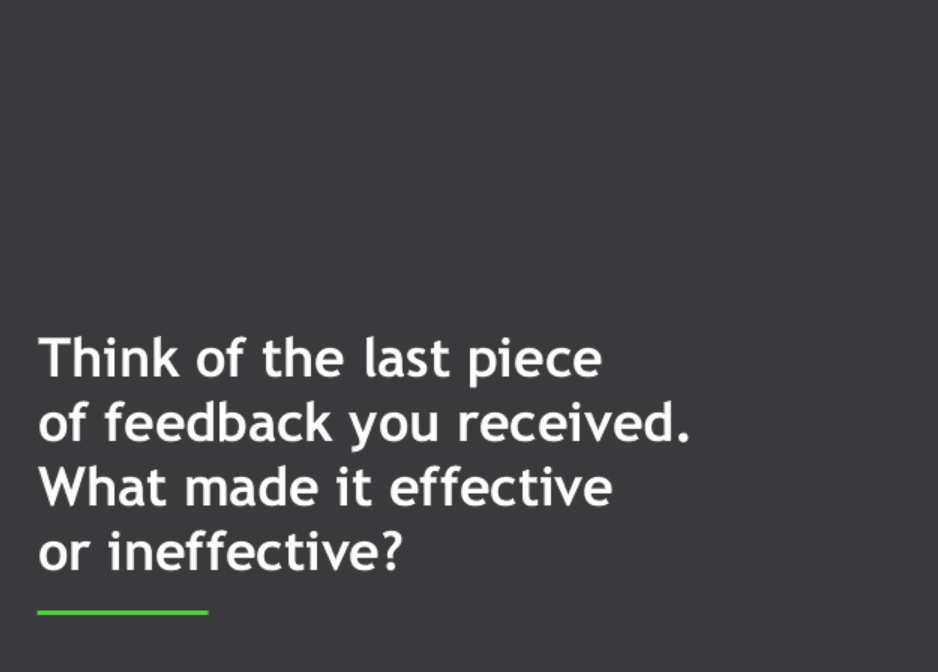 Think of the last piece
of feedback you received.
What made it effective
or ineffective?